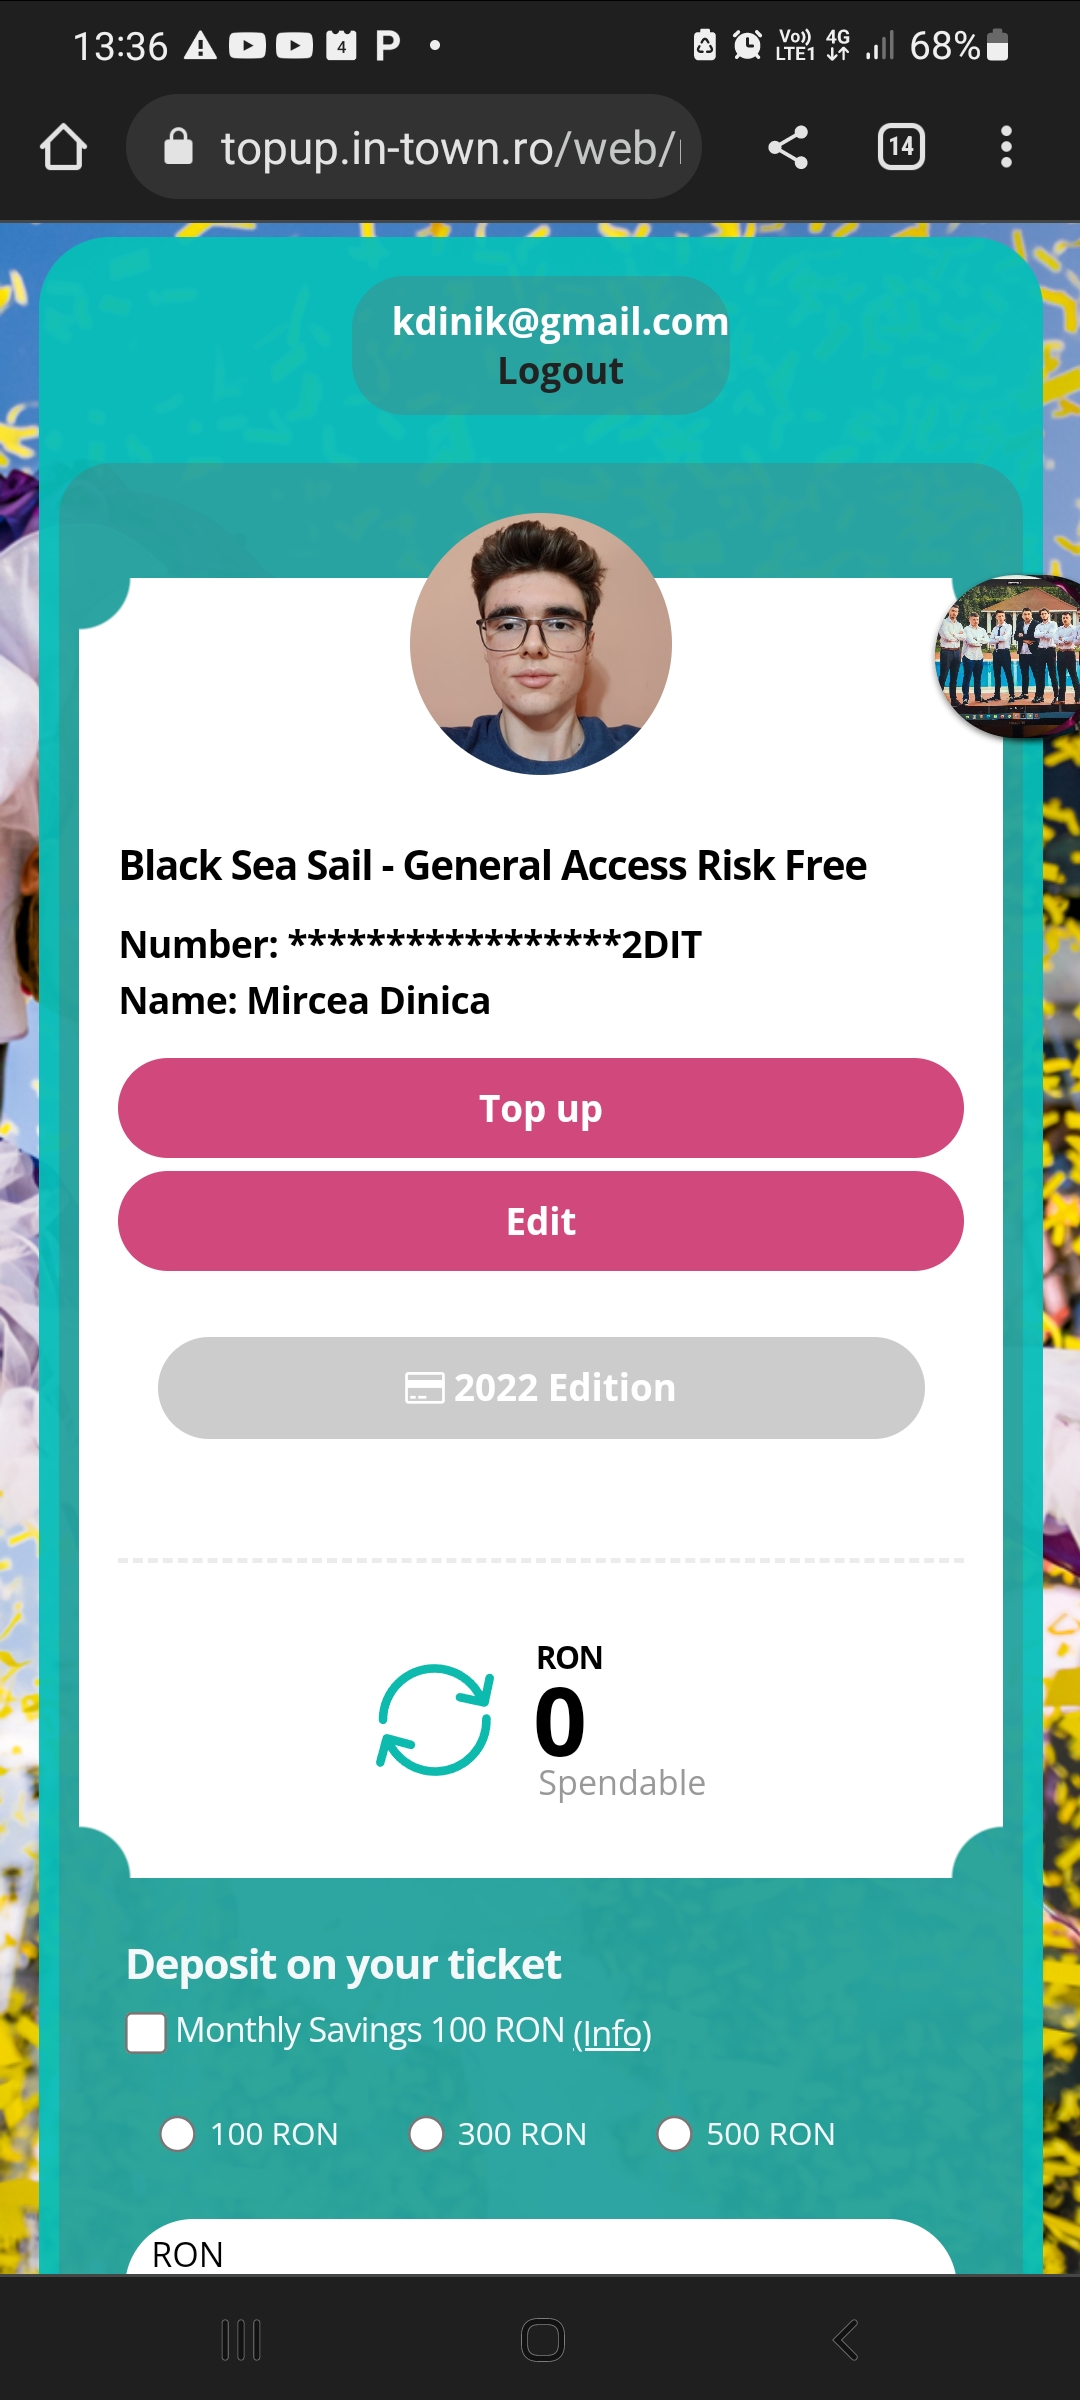 13:36 4 P Vo)) LTE1 4G 68%
topup.in-town.ro/web/ 14
kdinik@gmail.com
Logout
Black Sea Sail - General Access Risk Free
Number: *****************2DIT
Name: Mircea Dinica
Top up
Edit
2022 Edition
RON
0
Spendable
Deposit on your ticket
Monthly Savings 100 RON (Info)
100 RON 300 RON 500 RON
RON